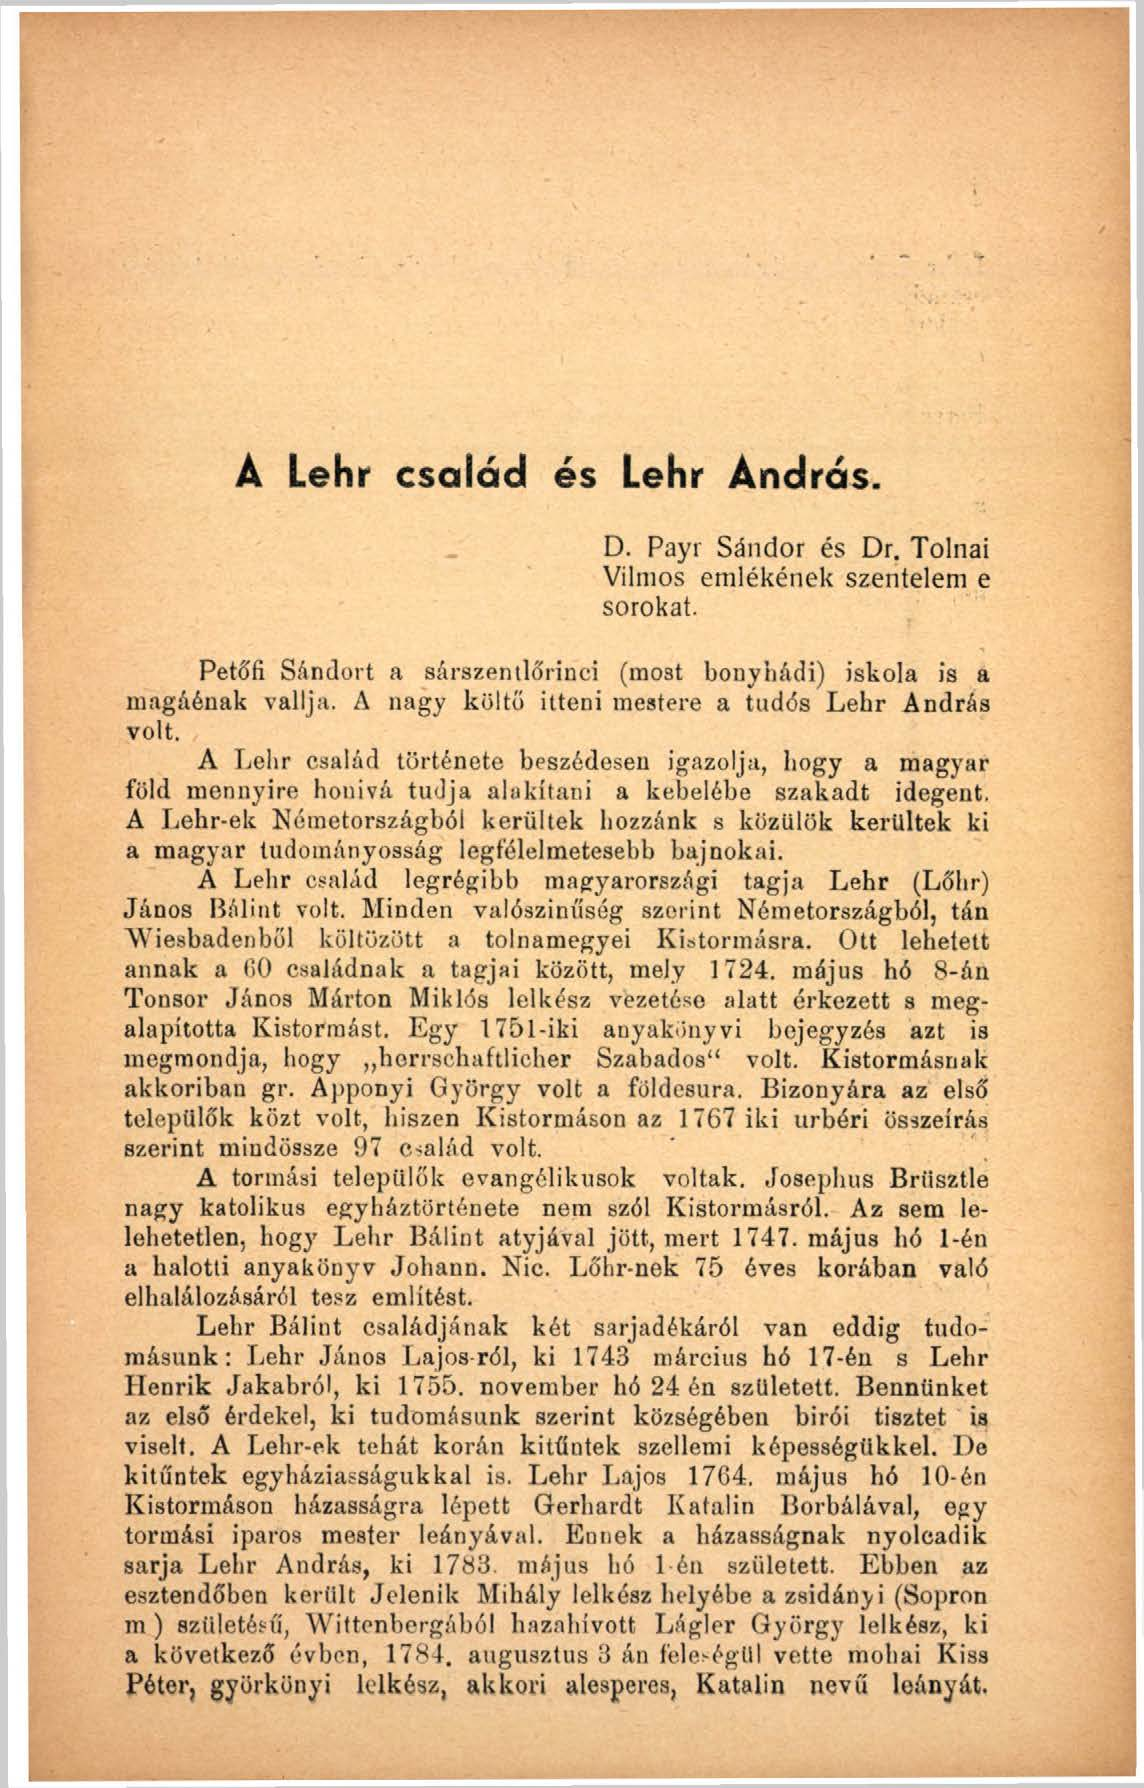 A Lehr család és Lehr András.
D. Payr Sándor és Dr. Tolnai
Vilmos emlékének szentelem e
sorokat.
Petőfi Sándort a sárszentlőrinci (most bonyhádi) iskola is a
magáénak vallja. A nagy költő itteni mestere a tudós Lehr András
volt.
A Lehr család története beszédesen igazolja, hogy a magyar
föld mennyire honivá tudja alakítani a kebelébe szakadt idegent.
A Lehr-ek Németországból kerültek hozzánk s közülök kerültek ki
a magyar tudományosság legfélelmetesebb bajnokai.
A Lehr család legrégibb magyarországi tagja Lehr (Lőhr)
János Bálint volt. Minden valószinűség szerint Németországból, tán
Wiesbadenből költözött a tolnamegyei Kistormásra. Ott lehetett
annak a 60 családnak a tagjai között, mely 1724. május hó 8-án
Tonsor János Márton Miklós lelkész vezetése alatt érkezett s meg-
alapította Kistormást. Egy 1751-iki anyakönyvi bejegyzés azt is
megmondja, hogy „herrschaftlicher Szabados“ volt. Kistormásnak
akkoriban gr. Apponyi György volt a földesura. Bizonyára az első
települők közt volt, hiszen Kistormáson az 1767 iki urbéri összeírás
szerint mindössze 97 család volt.
A tormási települők evangélikusok voltak. Josephus Brüsztle
nagy katolikus egyháztörténete nem szól Kistormásról. Az sem le-
lehetetlen, hogy Lehr Bálint atyjával jött, mert 1747. május hó 1-én
a halotti anyakönyv Johann. Nic. Lőhr-nek 75 éves korában való
elhalálozásáról tesz említést.
Lehr Bálint családjának két sarjadékáról van eddig tudo-
másunk: Lehr János Lajos-ról, ki 1743 március hó 17-én s Lehr
Henrik Jakabról, ki 1755. november hó 24 én született. Bennünket
az első érdekel, ki tudomásunk szerint községében birói tisztet is
viselt. A Lehr-ek tehát korán kitűntek szellemi képességükkel. De
kitűntek egyháziasságukkal is. Lehr Lajos 1764. május hó 10-én
Kistormáson házasságra lépett Gerhardt Katalin Borbálával, egy
tormási iparos mester leányával. Ennek a házasságnak nyolcadik
sarja Lehr András, ki 1783. május hó 1-én született. Ebben az
esztendőben került Jelenik Mihály lelkész helyébe a zsidányi (Sopron
m) születésű, Wittenbergából hazahívott Lágler György lelkész, ki
a következő évben, 1784. augusztus 3 án feleségül vette mohai Kiss
Péter, györkönyi lelkész, akkori alesperes, Katalin nevű leányát.